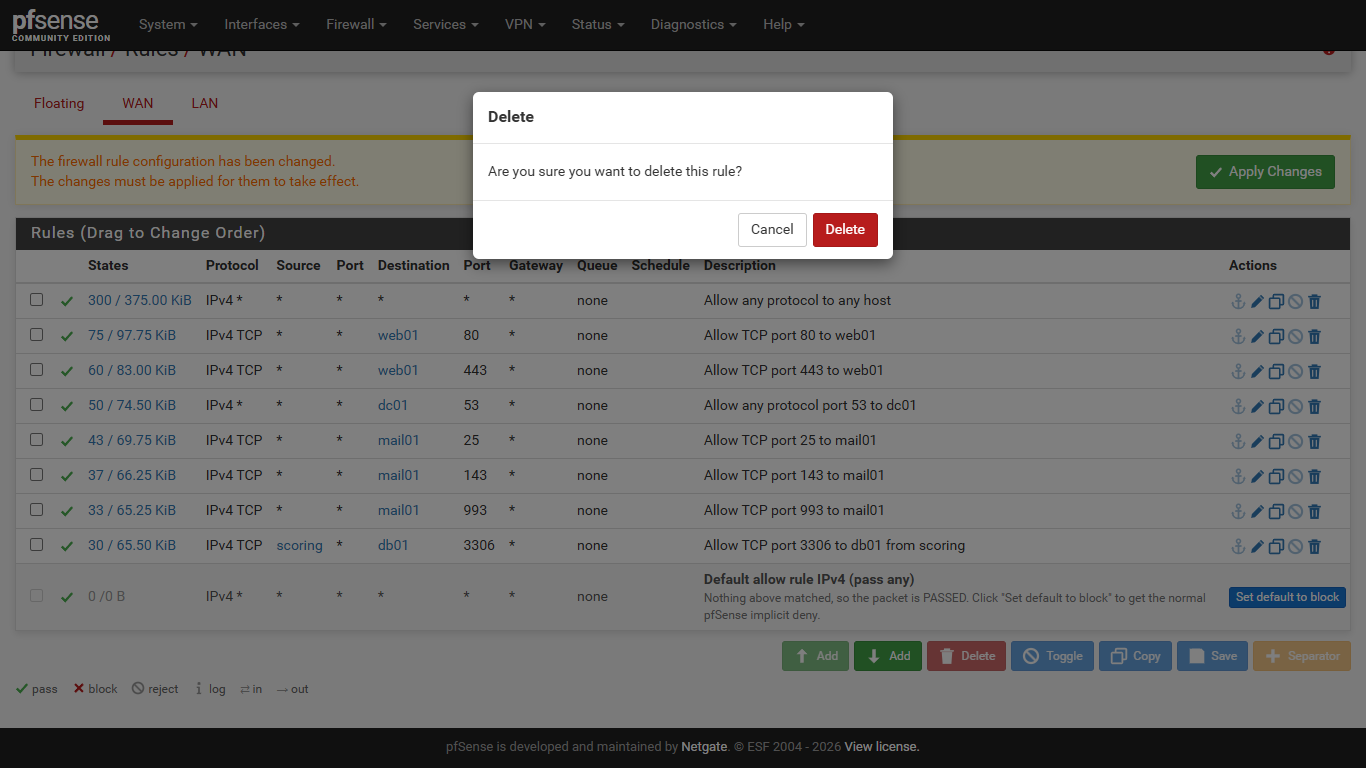 pfsense
COMMUNITY EDITION
System Interfaces Firewall Services VPN Status Diagnostics Help
Firewall / Rules / WAN
Floating WAN LAN
The firewall rule configuration has been changed.
The changes must be applied for them to take effect.
Apply Changes
Delete
Are you sure you want to delete this rule?
Cancel Delete
Rules (Drag to Change Order)
States Protocol Source Port Destination Port Gateway Queue Schedule Description Actions
300 / 375.00 KiB IPv4 * * * * * * none Allow any protocol to any host
75 / 97.75 KiB IPv4 TCP * * web01 80 * none Allow TCP port 80 to web01
60 / 83.00 KiB IPv4 TCP * * web01 443 * none Allow TCP port 443 to web01
50 / 74.50 KiB IPv4 * * * dc01 53 * none Allow any protocol port 53 to dc01
43 / 69.75 KiB IPv4 TCP * * mail01 25 * none Allow TCP port 25 to mail01
37 / 66.25 KiB IPv4 TCP * * mail01 143 * none Allow TCP port 143 to mail01
33 / 65.25 KiB IPv4 TCP * * mail01 993 * none Allow TCP port 993 to mail01
30 / 65.50 KiB IPv4 TCP scoring * db01 3306 * none Allow TCP port 3306 to db01 from scoring
0 /0 B IPv4 * * * * * * none
Default allow rule IPv4 (pass any)
Nothing above matched, so the packet is PASSED. Click "Set default to block" to get the normal
pfSense implicit deny.
Set default to block
Add Add Delete Toggle Copy Save Separator
pass block reject log in out
pfSense is developed and maintained by Netgate. © ESF 2004 - 2026 View license.